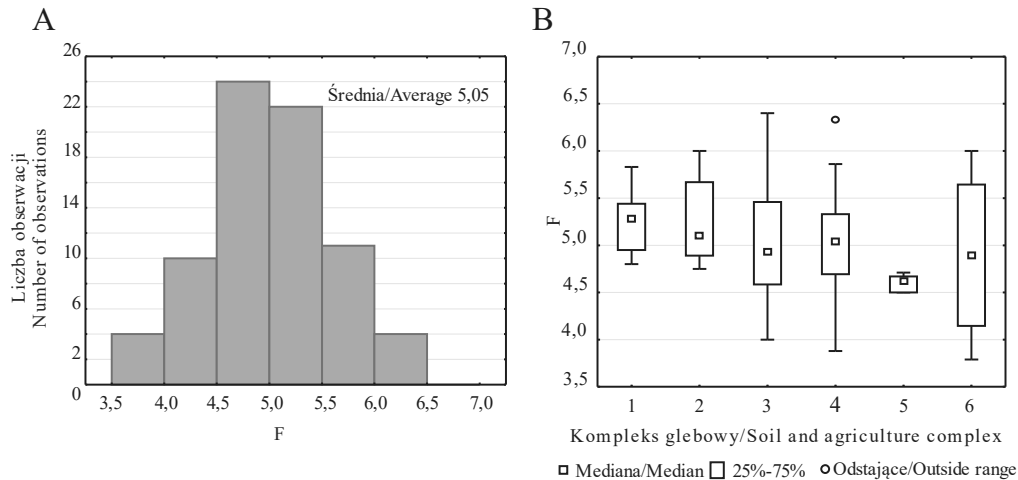 A
Liczba obserwacji
Number of observations
26
22
18
14
10
6
2
0
Średnia/Average 5,05
3,5 4,0 4,5 5,0 5,5 6,0 6,5 7,0
F
B
F
7,0
6,5
6,0
5,5
5,0
4,5
4,0
3,5
1 2 3 4 5 6
Kompleks glebowy/Soil and agriculture complex
Mediana/Median 25%-75% Odstające/Outside range